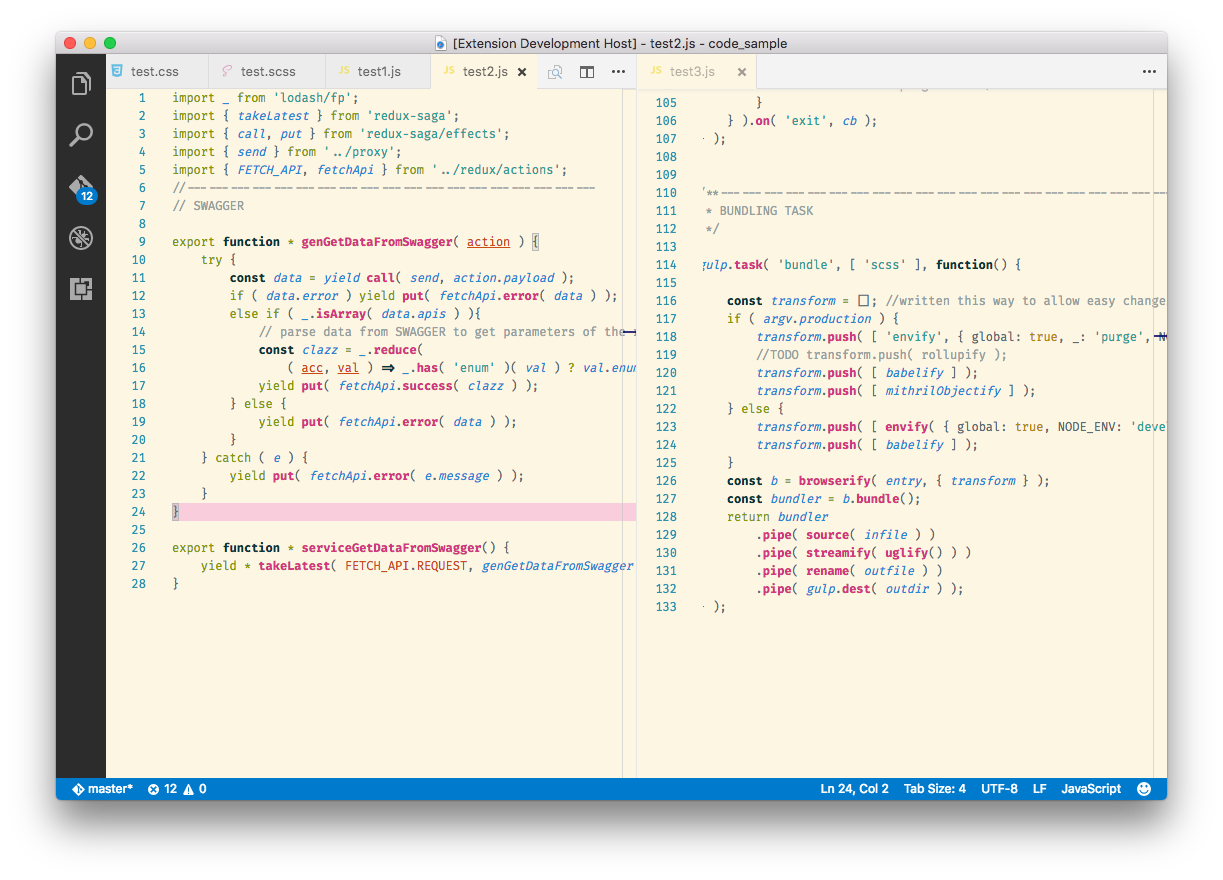 [Extension Development Host] - test2.js - code_sample
test.css
test.scss
JS test1.js
JS test2.js
JS test3.js
12
1 import _ from 'lodash/fp';
2 import { takeLatest } from 'redux-saga';
3 import { call, put } from 'redux-saga/effects';
4 import { send } from '../proxy';
5 import { FETCH_API, fetchApi } from '../redux/actions';
6 //---------------------------------------------------------
7 // SWAGGER
8
9 export function * genGetDataFromSwagger( action ) {
10 try {
11 const data = yield call( send, action.payload );
12 if ( data.error ) yield put( fetchApi.error( data ) );
13 else if ( _.isArray( data.apis ) ){
14 // parse data from SWAGGER to get parameters of the
15 const clazz = _.reduce(
16 ( acc, val ) => _.has( 'enum' )( val ) ? val.enum
17 yield put( fetchApi.success( clazz ) );
18 } else {
19 yield put( fetchApi.error( data ) );
20 }
21 } catch ( e ) {
22 yield put( fetchApi.error( e.message ) );
23 }
24 }
25
26 export function * serviceGetDataFromSwagger() {
27 yield * takeLatest( FETCH_API.REQUEST, genGetDataFromSwagger
28 }
105 }
106 } ).on( 'exit', cb );
107 );
108
109
110 /**---------------------------------------------------------
111 * BUNDLING TASK
112 */
113
114 gulp.task( 'bundle', [ 'scss' ], function() {
115
116 const transform = []; //written this way to allow easy change
117 if ( argv.production ) {
118 transform.push( [ 'envify', { global: true, _: 'purge',
119 //TODO transform.push( rollupify );
120 transform.push( [ babelify ] );
121 transform.push( [ mithrilObjectify ] );
122 } else {
123 transform.push( [ envify( { global: true, NODE_ENV: 'deve
124 transform.push( [ babelify ] );
125 }
126 const b = browserify( entry, { transform } );
127 const bundler = b.bundle();
128 return bundler
129 .pipe( source( infile ) )
130 .pipe( streamify( uglify() ) )
131 .pipe( rename( outfile ) )
132 .pipe( gulp.dest( outdir ) );
133 );
master* 12 0
Ln 24, Col 2 Tab Size: 4 UTF-8 LF JavaScript